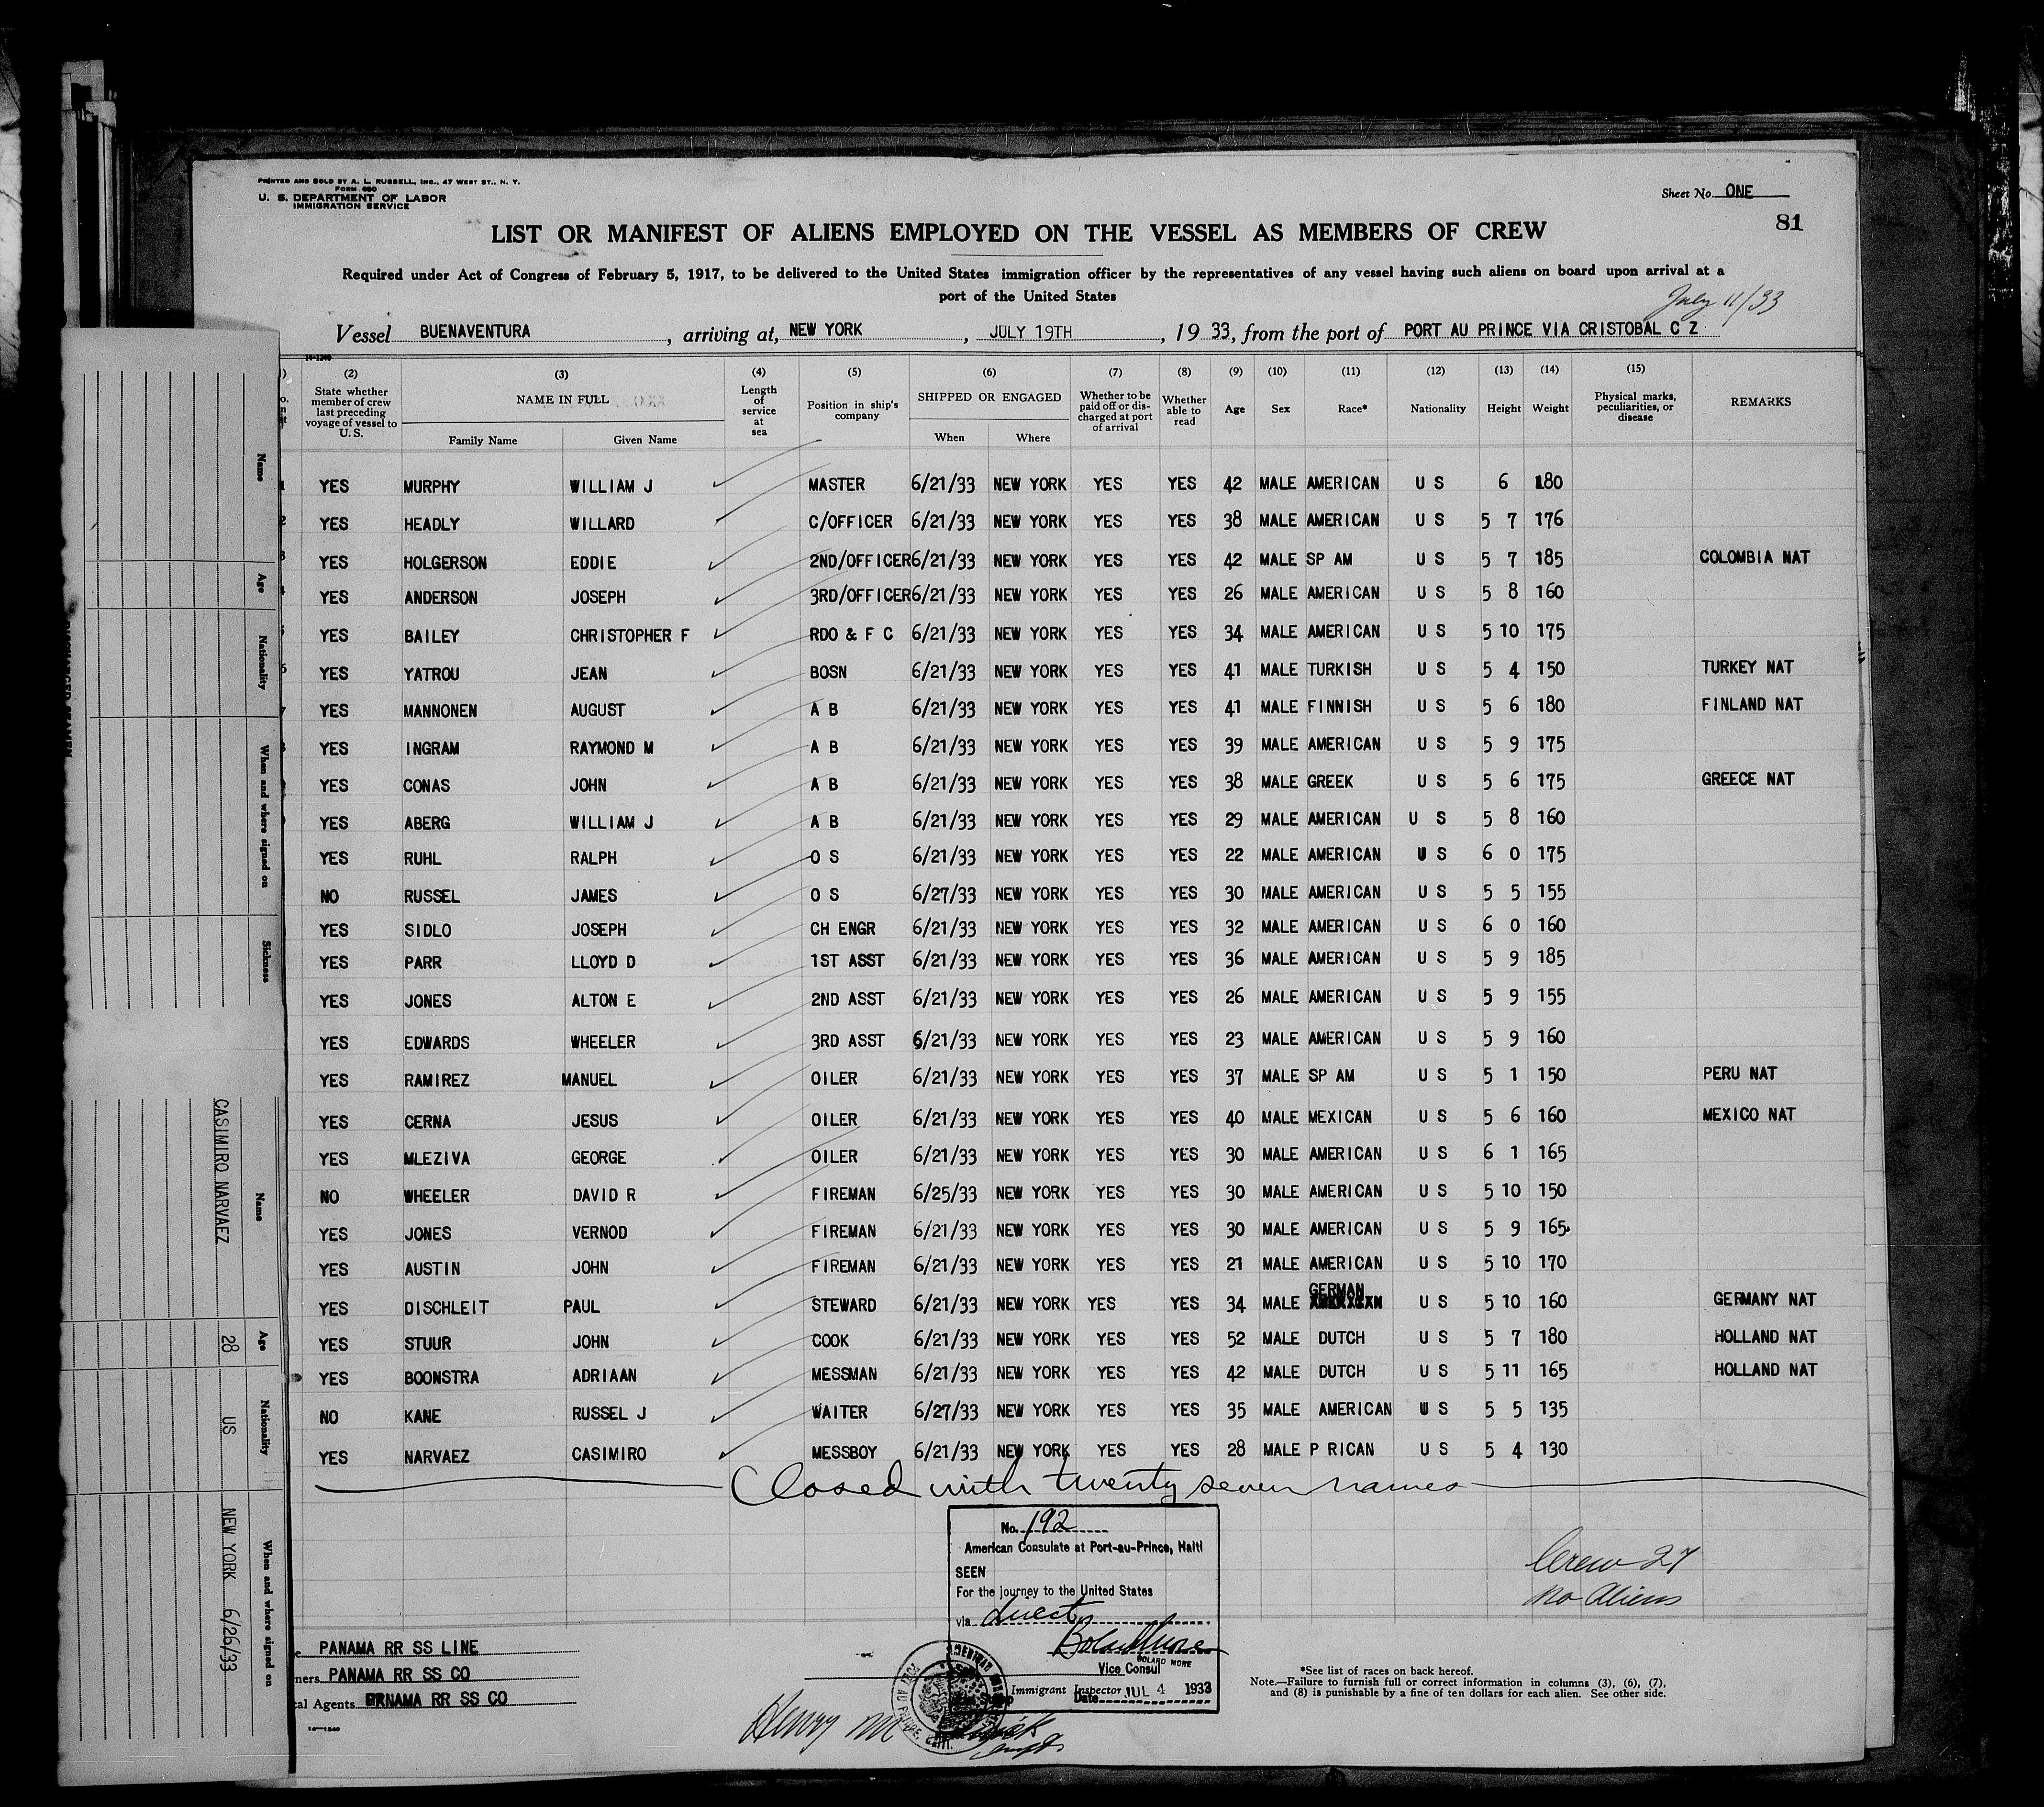 PRINTED AND SOLD BY A. L. RUSSELL, INC., 47 WEST ST., N. Y.
FORM 680
U. S. DEPARTMENT OF LABOR
IMMIGRATION SERVICE
Sheet No. ONE
81
LIST OR MANIFEST OF ALIENS EMPLOYED ON THE VESSEL AS MEMBERS OF CREW
Required under Act of Congress of February 5, 1917, to be delivered to the United States immigration officer by the representatives of any vessel having such aliens on board upon arrival at a
port of the United States
July 11/33
Vessel BUENAVENTURA, arriving at, NEW YORK, JULY 19TH, 19 33, from the port of PORT AU PRINCE VIA CRISTOBAL C Z
14-1240
(2) (3) (4) (5) (6) (7) (8) (9) (10) (11) (12) (13) (14) (15)
State whether member of crew last preceding voyage of vessel to U. S. NAME IN FULL Length of service at sea Position in ship's company SHIPPED OR ENGAGED Whether to be paid off or discharged at port of arrival Whether able to read Age Sex Race* Nationality Height Weight Physical marks, peculiarities, or disease REMARKS
Family Name Given Name When Where
YES MURPHY WILLIAM J MASTER 6/21/33 NEW YORK YES YES 42 MALE AMERICAN U S 6 180
YES HEADLY WILLARD C/OFFICER 6/21/33 NEW YORK YES YES 38 MALE AMERICAN U S 5 7 176
YES HOLGERSON EDDIE 2ND/OFFICER 6/21/33 NEW YORK YES YES 42 MALE SP AM U S 5 7 185 COLOMBIA NAT
YES ANDERSON JOSEPH 3RD/OFFICER 6/21/33 NEW YORK YES YES 26 MALE AMERICAN U S 5 8 160
YES BAILEY CHRISTOPHER F RDO & F C 6/21/33 NEW YORK YES YES 34 MALE AMERICAN U S 5 10 175
YES YATROU JEAN BOSN 6/21/33 NEW YORK YES YES 41 MALE TURKISH U S 5 4 150 TURKEY NAT
YES MANNONEN AUGUST A B 6/21/33 NEW YORK YES YES 41 MALE FINNISH U S 5 6 180 FINLAND NAT
YES INGRAM RAYMOND M A B 6/21/33 NEW YORK YES YES 39 MALE AMERICAN U S 5 9 175
YES CONAS JOHN A B 6/21/33 NEW YORK YES YES 38 MALE GREEK U S 5 6 175 GREECE NAT
YES ABERG WILLIAM J A B 6/21/33 NEW YORK YES YES 29 MALE AMERICAN U S 5 8 160
YES RUHL RALPH O S 6/21/33 NEW YORK YES YES 22 MALE AMERICAN U S 6 0 175
NO RUSSEL JAMES O S 6/27/33 NEW YORK YES YES 30 MALE AMERICAN U S 5 5 155
YES SIDLO JOSEPH CH ENGR 6/21/33 NEW YORK YES YES 32 MALE AMERICAN U S 6 0 160
YES PARR LLOYD D 1ST ASST 6/21/33 NEW YORK YES YES 36 MALE AMERICAN U S 5 9 185
YES JONES ALTON E 2ND ASST 6/21/33 NEW YORK YES YES 26 MALE AMERICAN U S 5 9 155
YES EDWARDS WHEELER 3RD ASST 6/21/33 NEW YORK YES YES 23 MALE AMERICAN U S 5 9 160
YES RAMIREZ MANUEL OILER 6/21/33 NEW YORK YES YES 37 MALE SP AM U S 5 1 150 PERU NAT
YES CERNA JESUS OILER 6/21/33 NEW YORK YES YES 40 MALE MEXICAN U S 5 6 160 MEXICO NAT
YES MLEZIVA GEORGE OILER 6/21/33 NEW YORK YES YES 30 MALE AMERICAN U S 6 1 165
NO WHEELER DAVID R FIREMAN 6/25/33 NEW YORK YES YES 30 MALE AMERICAN U S 5 10 150
YES JONES VERNOD FIREMAN 6/21/33 NEW YORK YES YES 30 MALE AMERICAN U S 5 9 165
YES AUSTIN JOHN FIREMAN 6/21/33 NEW YORK YES YES 21 MALE AMERICAN U S 5 10 170
YES DISCHLEIT PAUL STEWARD 6/21/33 NEW YORK YES YES 34 MALE GERMAN U S 5 10 160 GERMANY NAT
YES STUUR JOHN COOK 6/21/33 NEW YORK YES YES 52 MALE DUTCH U S 5 7 180 HOLLAND NAT
YES BOONSTRA ADRIAAN MESSMAN 6/21/33 NEW YORK YES YES 42 MALE DUTCH U S 5 11 165 HOLLAND NAT
NO KANE RUSSEL J WAITER 6/27/33 NEW YORK YES YES 35 MALE AMERICAN U S 5 5 135
YES NARVAEZ CASIMIRO MESSBOY 6/21/33 NEW YORK YES YES 28 MALE P RICAN U S 5 4 130
Closed with twenty seven names
No. 192
American Consulate at Port-au-Prince, Haiti
SEEN
For the journey to the United States
via direct
Vice Consul
BOLARD MORE
Immigrant Inspector
Date JUL 4 1933
Crew 27
No Aliens
PANAMA RR SS LINE
PANAMA RR SS CO
Agents PANAMA RR SS CO
14-1240
*See list of races on back hereof.
Note.—Failure to furnish full or correct information in columns (3), (6), (7),
and (8) is punishable by a fine of ten dollars for each alien. See other side.
Henry
Name Age Nationality When and where signed on Sickness
Name Age Nationality When and where signed on
CASIMIRO NARVAEZ 28 US NEW YORK 6/26/33